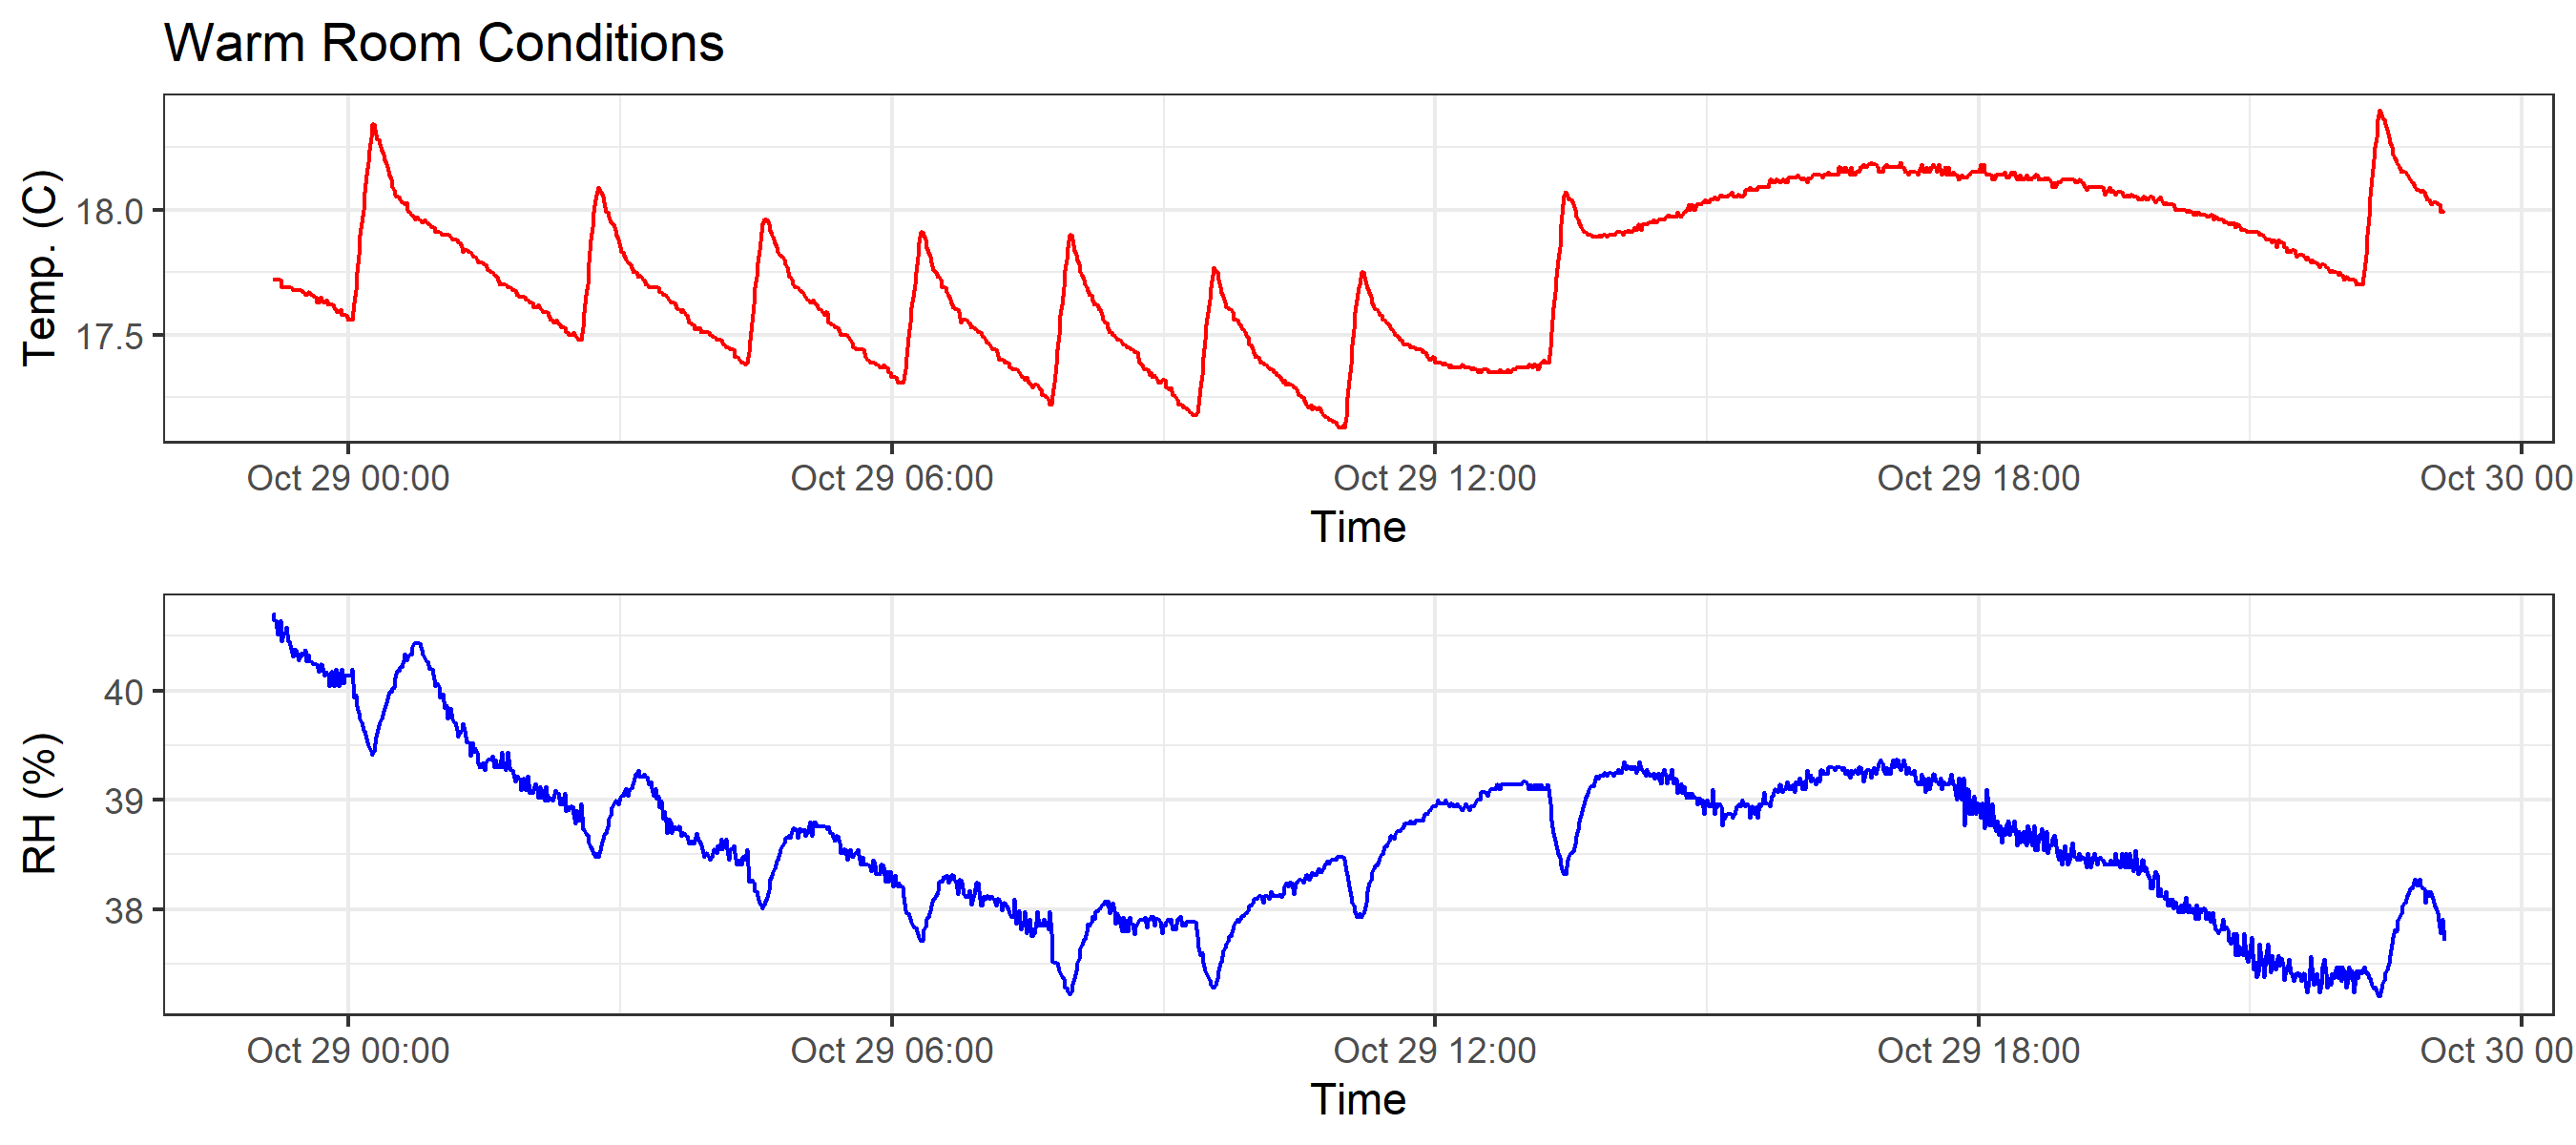 Warm Room Conditions
Temp. (C)
18.0
17.5
Oct 29 00:00 Oct 29 06:00 Oct 29 12:00 Oct 29 18:00 Oct 30 00
Time
RH (%)
40
39
38
Oct 29 00:00 Oct 29 06:00 Oct 29 12:00 Oct 29 18:00 Oct 30 00
Time